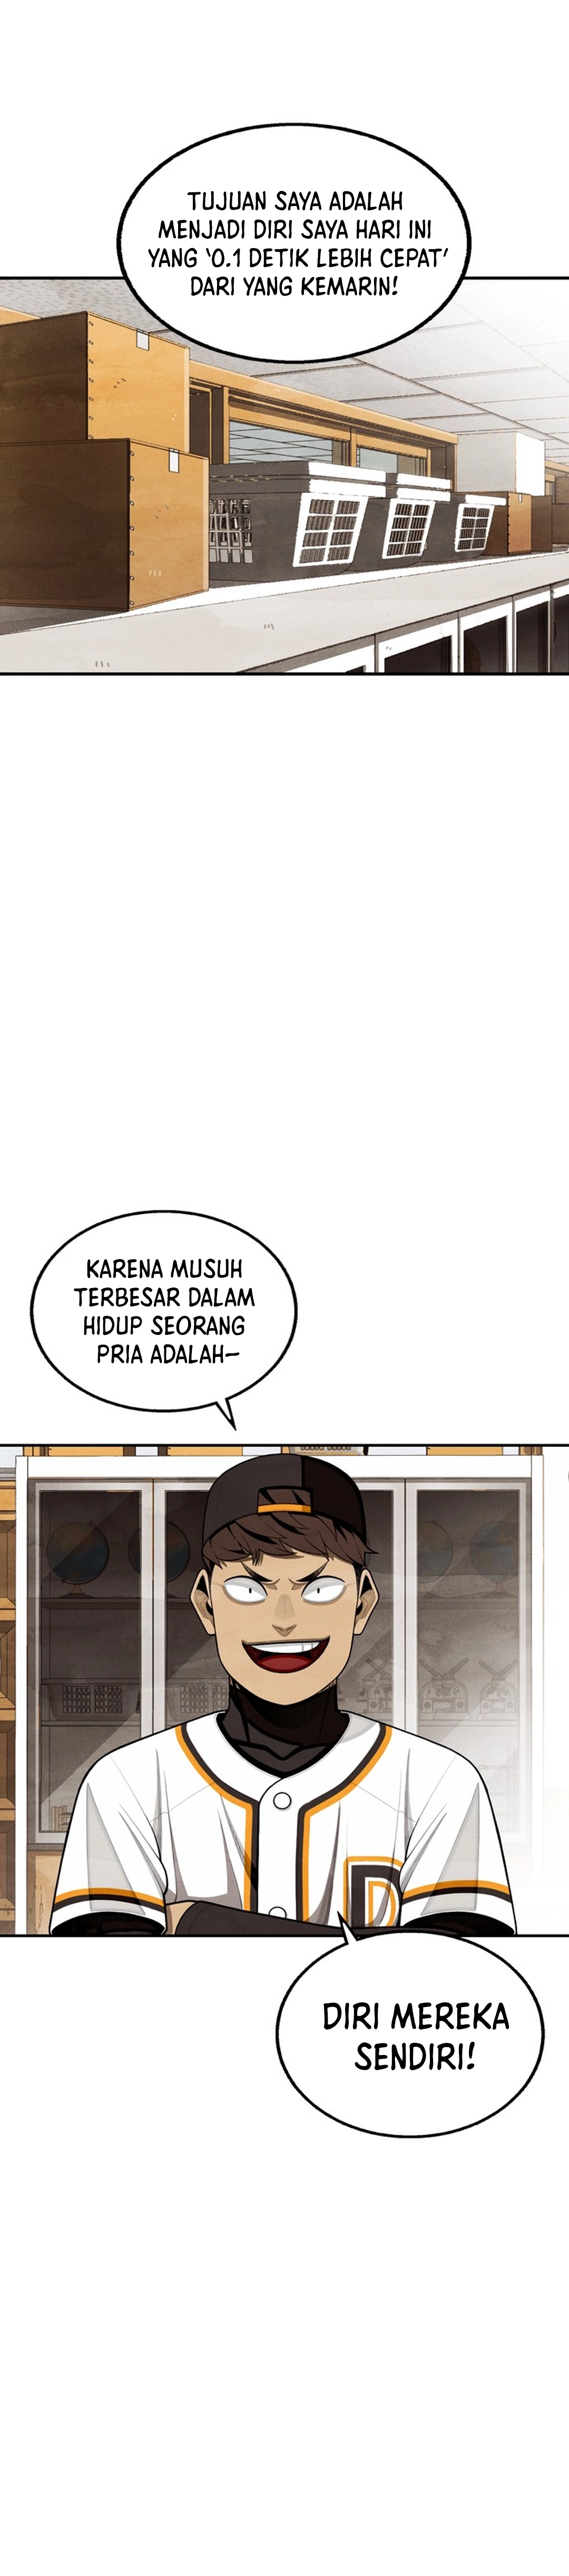 TUJUAN SAYA ADALAH
MENJADI DIRI SAYA HARI INI
YANG ‘0.1 DETIK LEBIH CEPAT’
DARI YANG KEMARIN!
KARENA MUSUH
TERBESAR DALAM
HIDUP SEORANG
PRIA ADALAH–
D
DIRI MEREKA
SENDIRI!